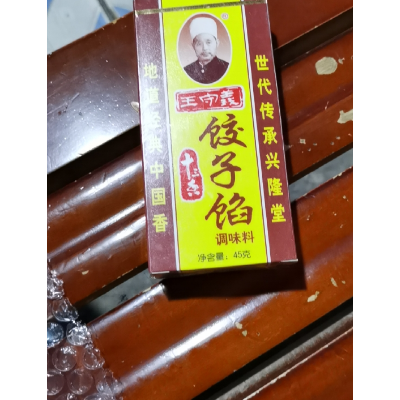 王守義
十三香
饺子馅
调味料
净含量：45克
地道经典中国香
世代传承兴隆堂